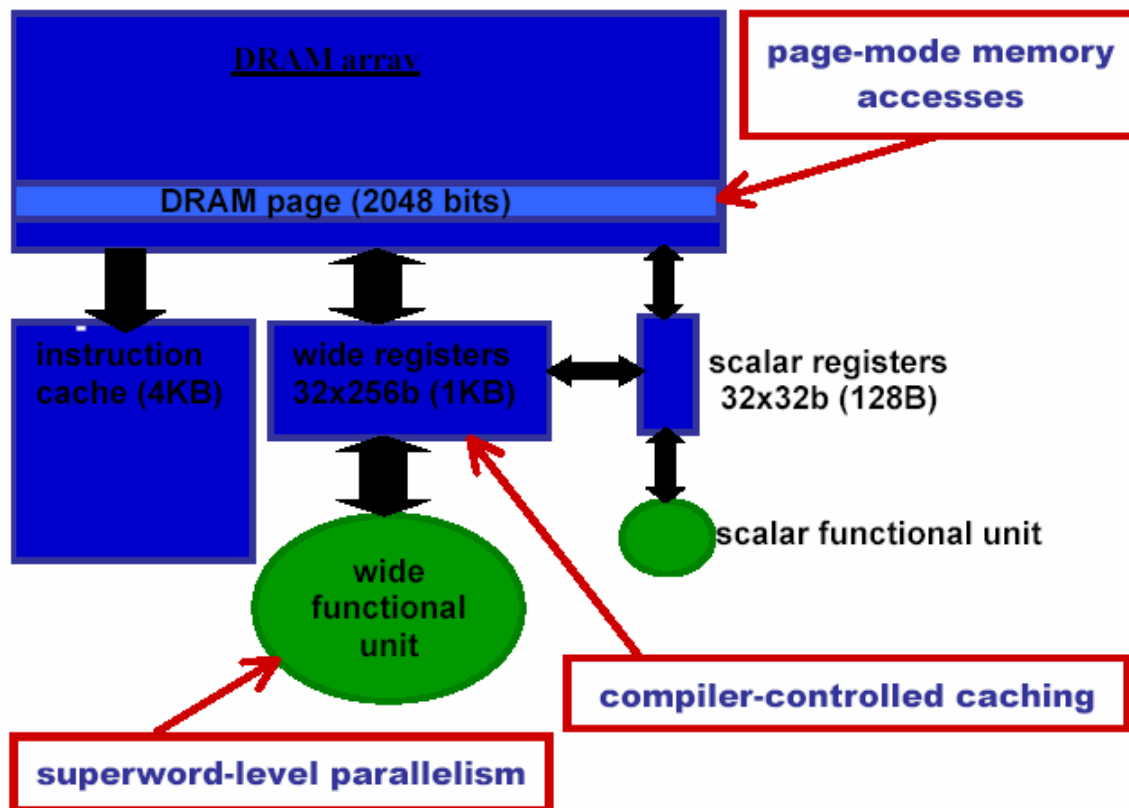 DRAM array
page-mode memory
accesses
DRAM page (2048 bits)
instruction
cache (4KB)
wide registers
32x256b (1KB)
scalar registers
32x32b (128B)
wide
functional
unit
scalar functional unit
compiler-controlled caching
superword-level parallelism